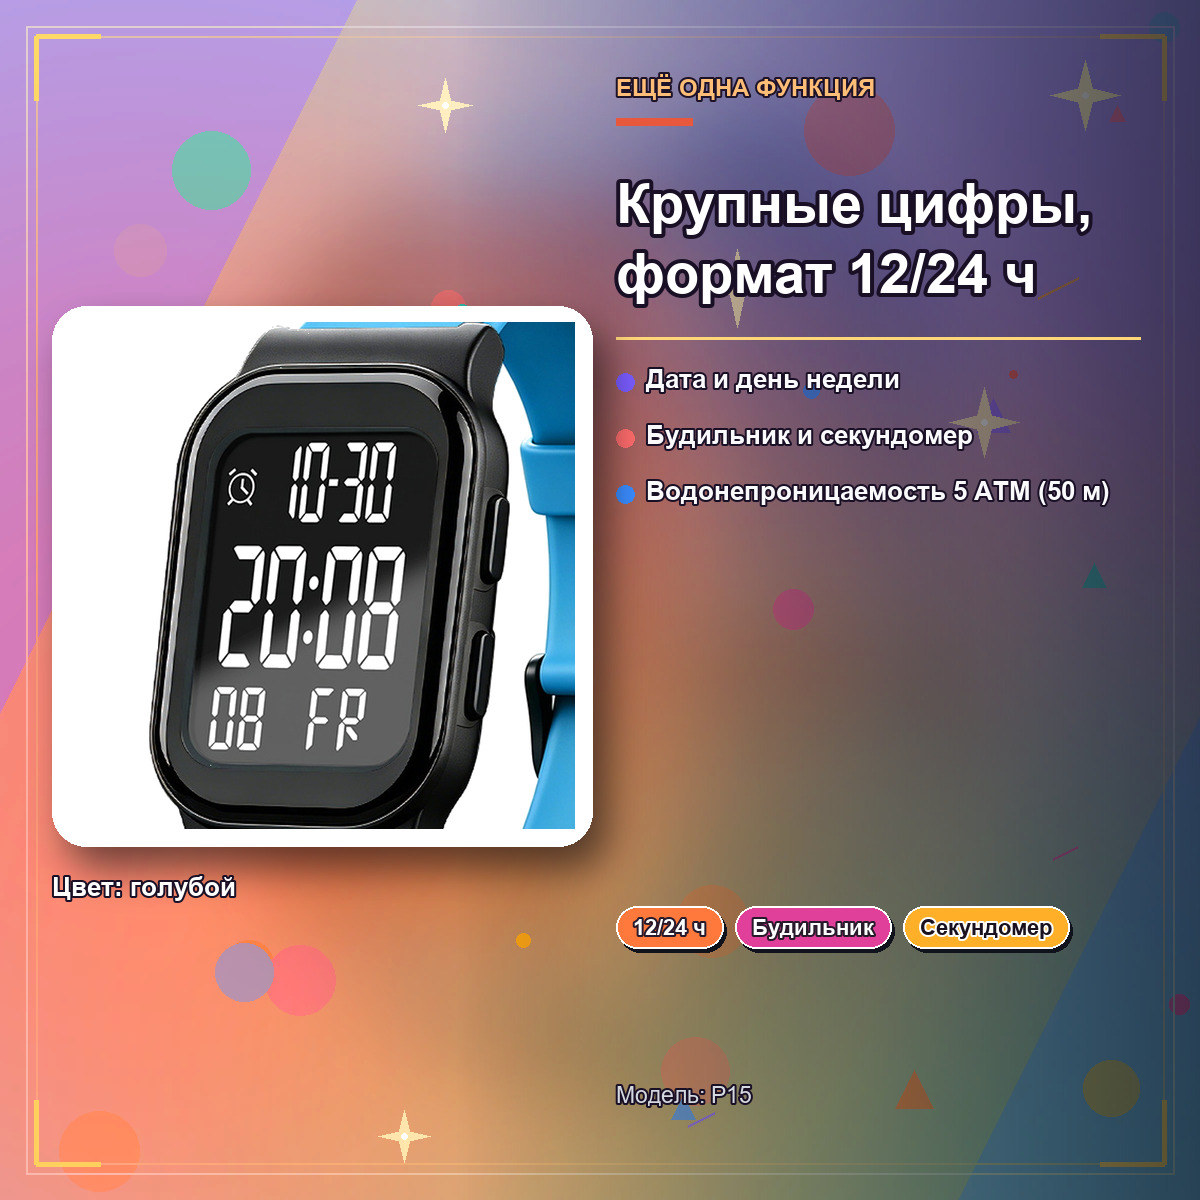 ЕЩЁ ОДНА ФУНКЦИЯ
Крупные цифры,
формат 12/24 ч
Дата и день недели
Будильник и секундомер
Водонепроницаемость 5 ATM (50 м)
10-30
20:08
08 FR
Цвет: голубой
12/24 ч
Будильник
Секундомер
Модель: P15